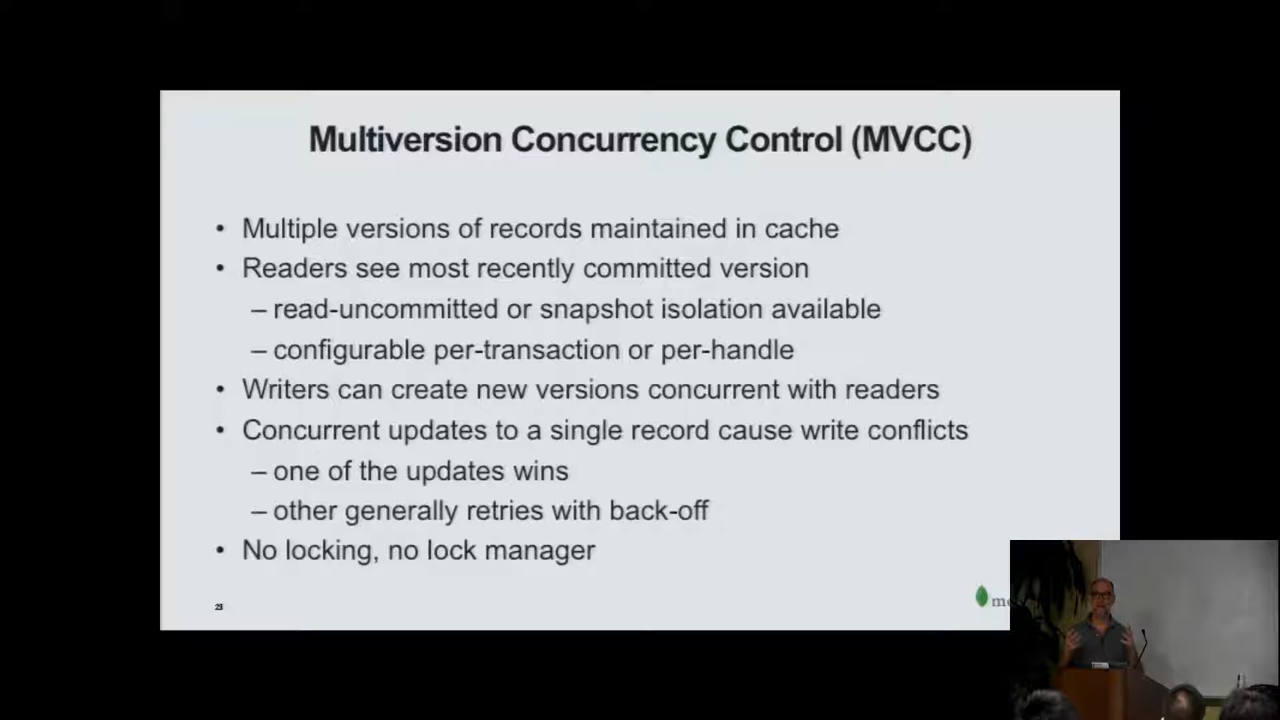 Multiversion Concurrency Control (MVCC)
• Multiple versions of records maintained in cache
• Readers see most recently committed version
– read-uncommitted or snapshot isolation available
– configurable per-transaction or per-handle
• Writers can create new versions concurrent with readers
• Concurrent updates to a single record cause write conflicts
– one of the updates wins
– other generally retries with back-off
• No locking, no lock manager